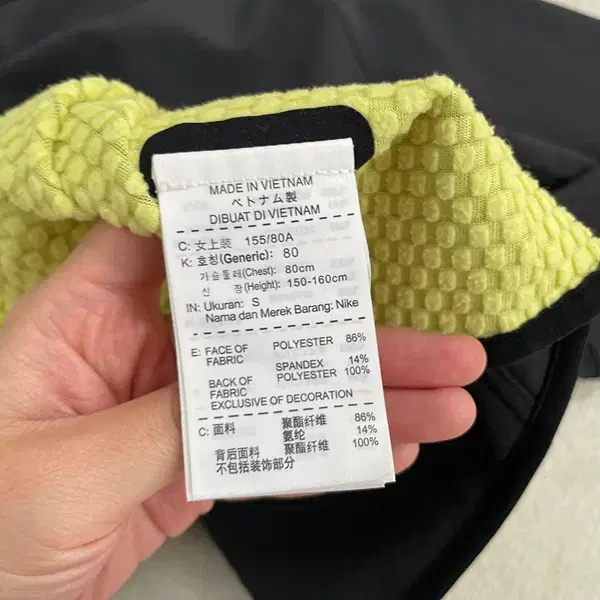 MADE IN VIETNAM
ベトナム製
DIBUAT DI VIETNAM
C: 女上装 155/80A
K: 호칭(Generic): 80
가슴둘레(Chest): 80cm
신 장(Height): 150-160cm
IN: Ukuran: S
Nama dan Merek Barang: Nike
E: FACE OF FABRIC POLYESTER 86%
SPANDEX 14%
BACK OF FABRIC POLYESTER 100%
EXCLUSIVE OF DECORATION
C: 面料 聚酯纤维 86%
氨纶 14%
背后面料 聚酯纤维 100%
不包括装饰部分